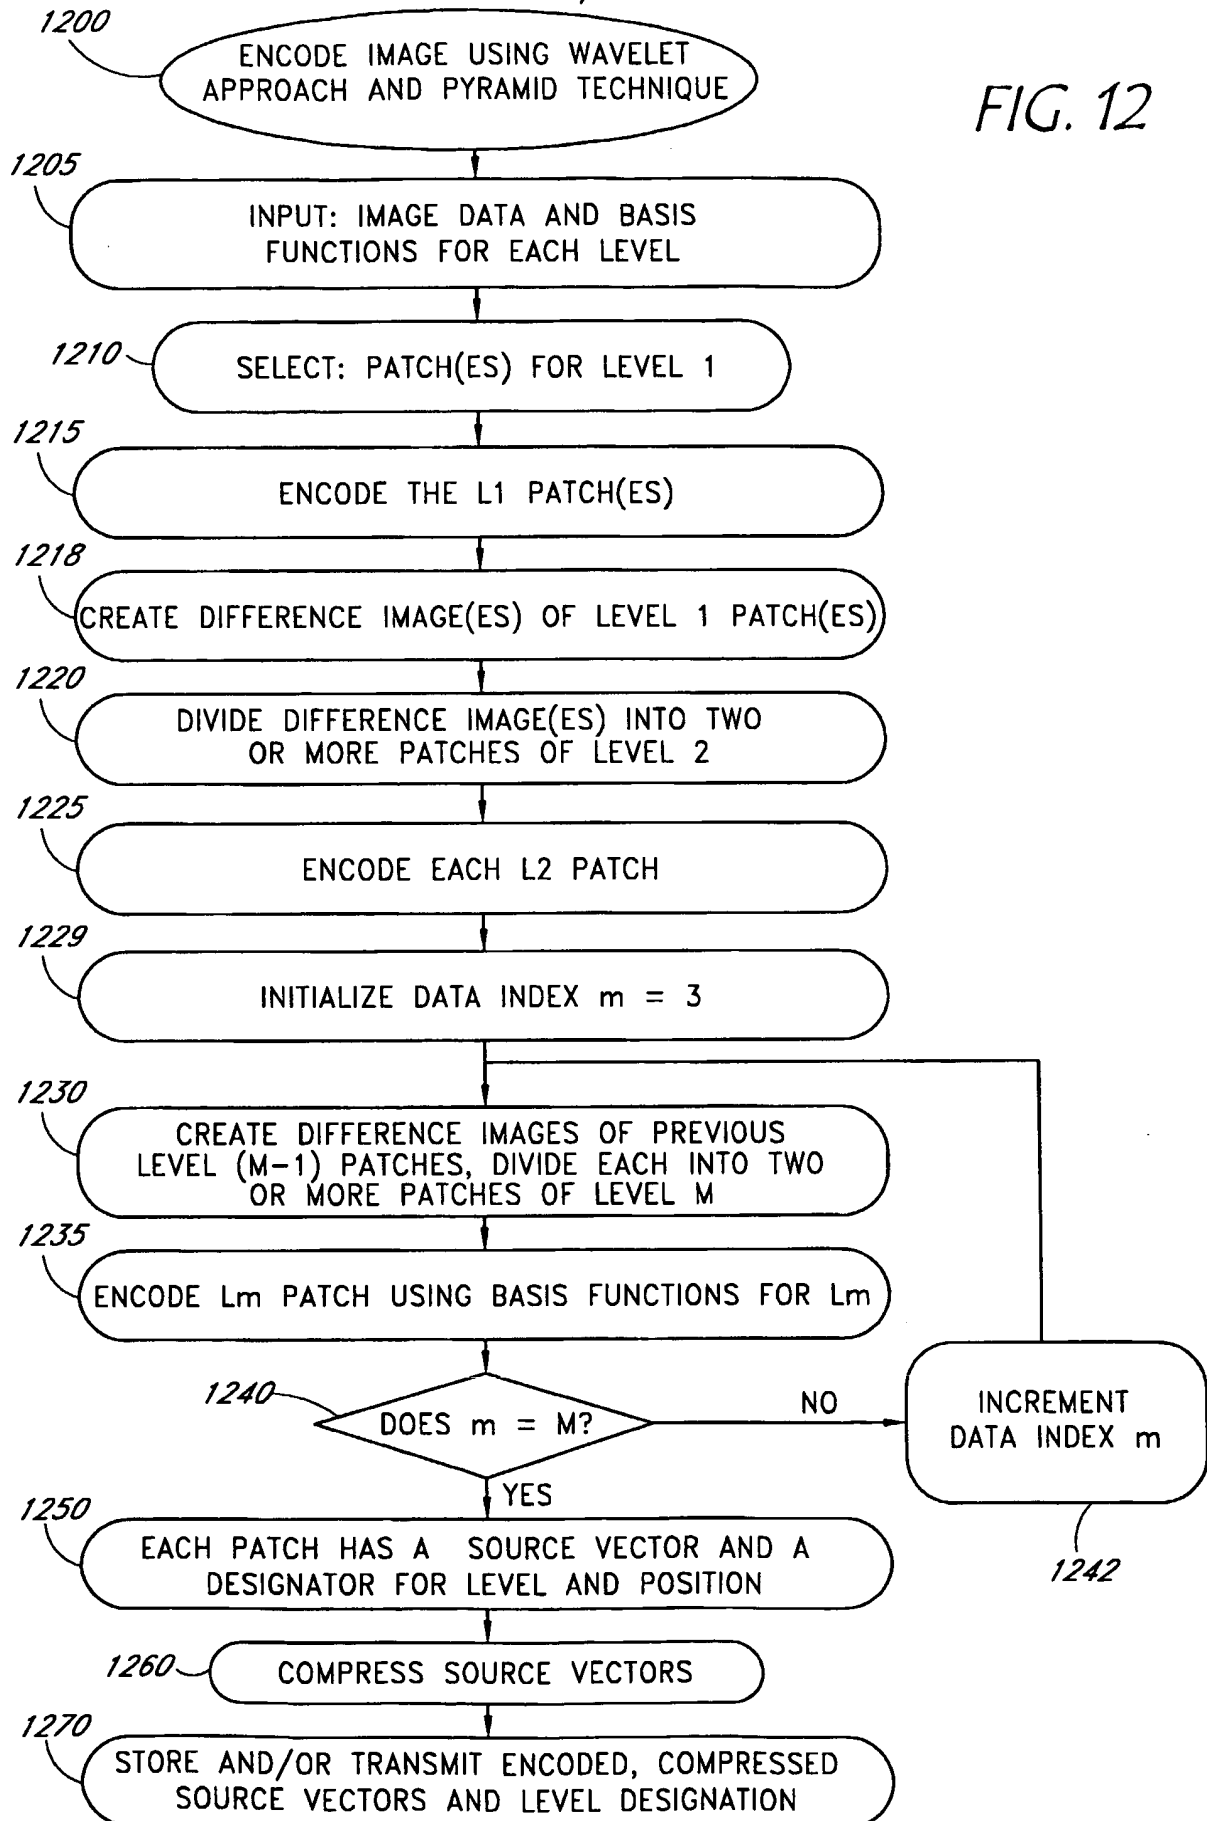 1200
ENCODE IMAGE USING WAVELET
APPROACH AND PYRAMID TECHNIQUE
FIG. 12
1205
INPUT: IMAGE DATA AND BASIS
FUNCTIONS FOR EACH LEVEL
1210
SELECT: PATCH(ES) FOR LEVEL 1
1215
ENCODE THE L1 PATCH(ES)
1218
CREATE DIFFERENCE IMAGE(ES) OF LEVEL 1 PATCH(ES)
1220
DIVIDE DIFFERENCE IMAGE(ES) INTO TWO
OR MORE PATCHES OF LEVEL 2
1225
ENCODE EACH L2 PATCH
1229
INITIALIZE DATA INDEX m = 3
1230
CREATE DIFFERENCE IMAGES OF PREVIOUS
LEVEL (M-1) PATCHES, DIVIDE EACH INTO TWO
OR MORE PATCHES OF LEVEL M
1235
ENCODE Lm PATCH USING BASIS FUNCTIONS FOR Lm
1240
DOES m = M?
NO
INCREMENT
DATA INDEX m
1242
YES
1250
EACH PATCH HAS A SOURCE VECTOR AND A
DESIGNATOR FOR LEVEL AND POSITION
1260
COMPRESS SOURCE VECTORS
1270
STORE AND/OR TRANSMIT ENCODED, COMPRESSED
SOURCE VECTORS AND LEVEL DESIGNATION